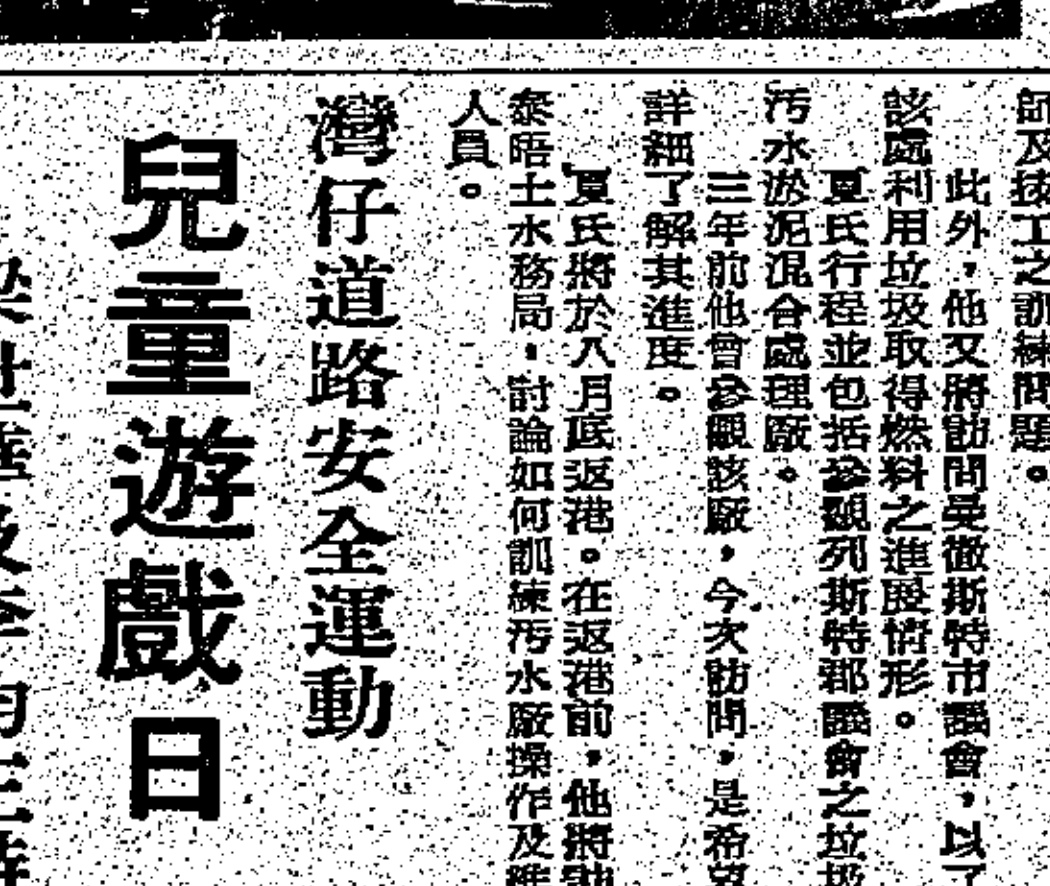 師及技工之訓練問題。
此外，他又將訪問曼徹斯特市議會，以了
該處利用垃圾取得燃料之進展情形。
夏氏行程並包括參觀列斯特郡議會之垃圾
污水淤泥混合處理廠。
三年前他曾參觀該廠，今次訪問，是希望
詳細了解其進度。
夏氏將於八月底返港。在返港前，他將訪
泰晤士水務局，討論如何訓練污水廠操作及維
人員。
灣仔道路安全運動
兒童遊戲日